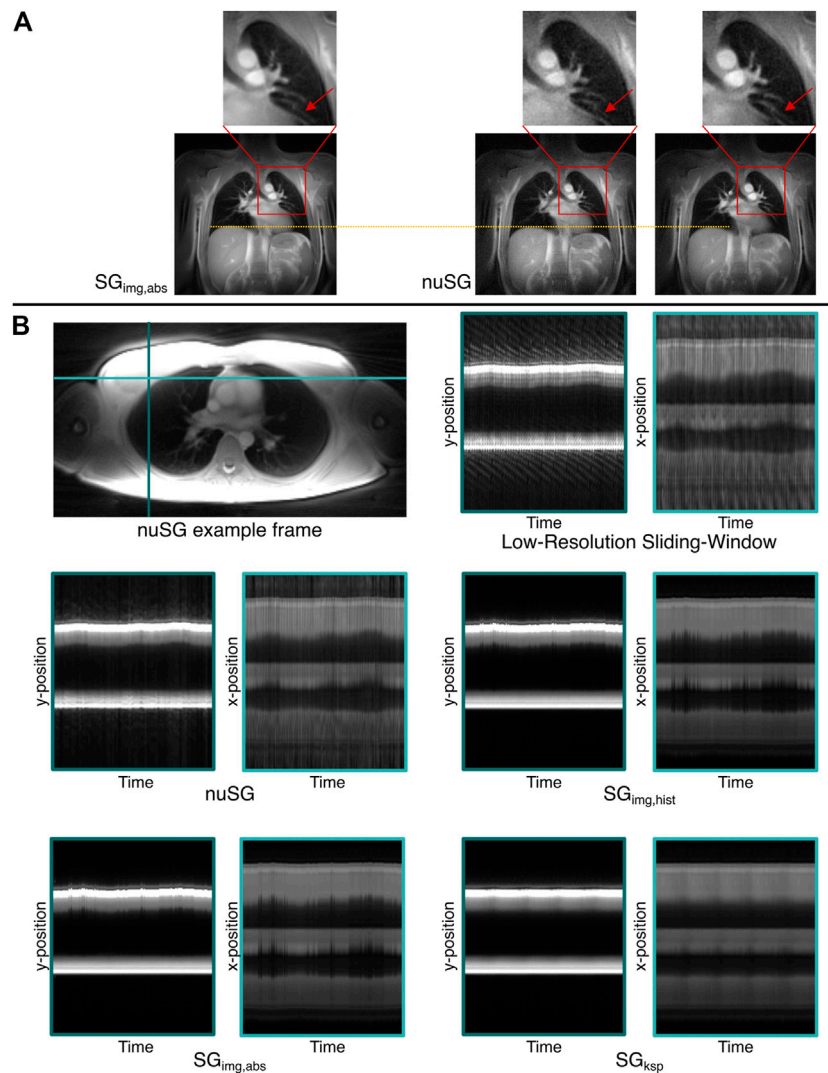 A
SGimg,abs
nuSG
B
nuSG example frame
y-position
x-position
Time
Time
Low-Resolution Sliding-Window
y-position
x-position
Time
Time
nuSG
y-position
x-position
Time
Time
SGimg,hist
y-position
x-position
Time
Time
SGimg,abs
y-position
x-position
Time
Time
SGksp